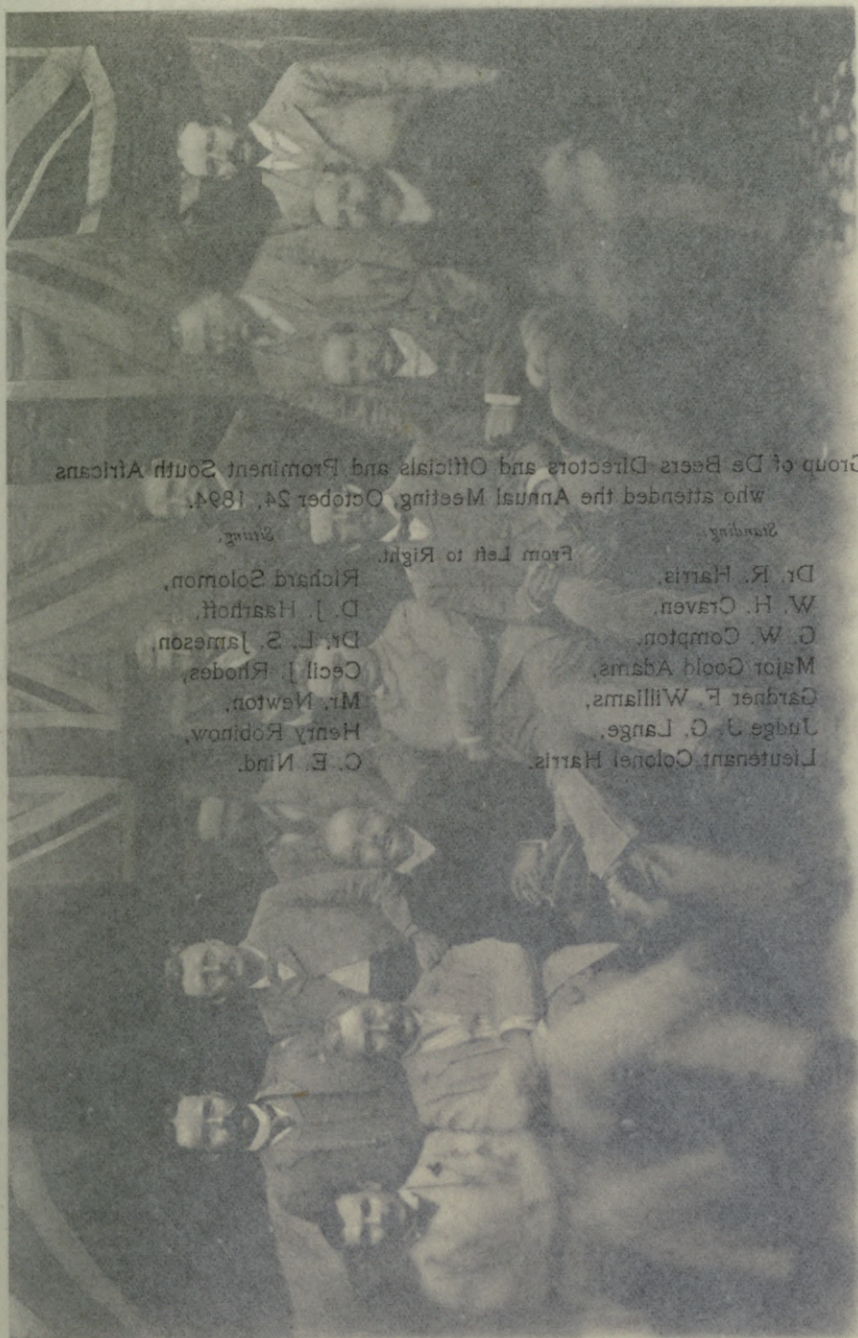 Group of De Beers Directors and Officials and Prominent South Africans
who attended the Annual Meeting, October 24, 1894.
From Left to Right.
Standing.
Dr. R. Harris,
W. H. Craven.
G. W. Compton.
Major Goold Adams,
Gardner F. Williams,
Judge J. G. Lange,
Lieutenant Colonel Harris.
Sitting.
Richard Solomon,
D. J. Haarhoff,
Dr. L. S. Jameson,
Cecil J. Rhodes,
Mr. Newton,
Henry Robinow,
C. E. Nind.